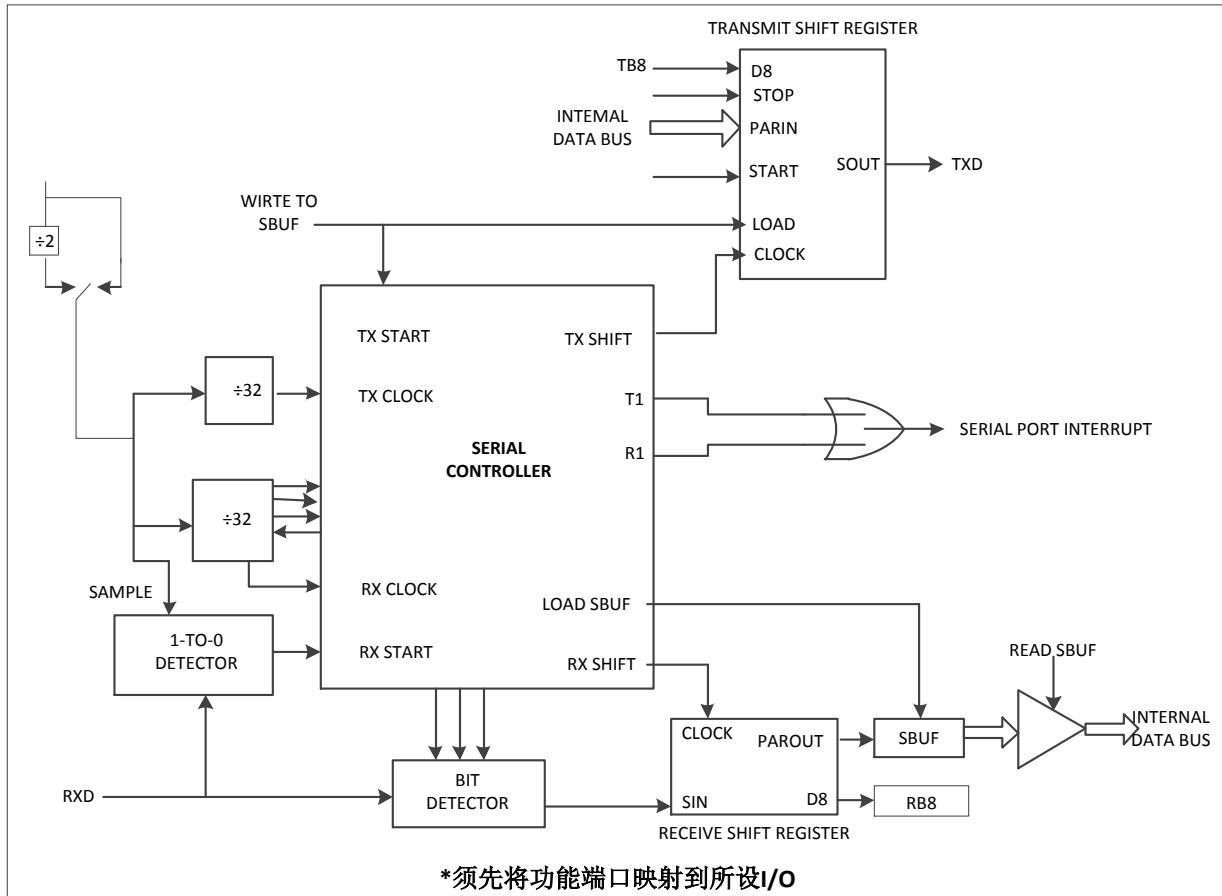 TRANSMIT SHIFT REGISTER
TB8
D8
STOP
INTEMAL
DATA BUS
PARIN
START
SOUT
TXD
WIRTE TO
SBUF
LOAD
CLOCK
÷2
TX START
TX SHIFT
÷32
TX CLOCK
T1
SERIAL PORT INTERRUPT
SERIAL
CONTROLLER
R1
÷32
RX CLOCK
SAMPLE
LOAD SBUF
1-TO-0
DETECTOR
RX START
RX SHIFT
READ SBUF
CLOCK
PAROUT
SBUF
INTERNAL
DATA BUS
RXD
BIT
DETECTOR
SIN
D8
RB8
RECEIVE SHIFT REGISTER
*须先将功能端口映射到所设I/O